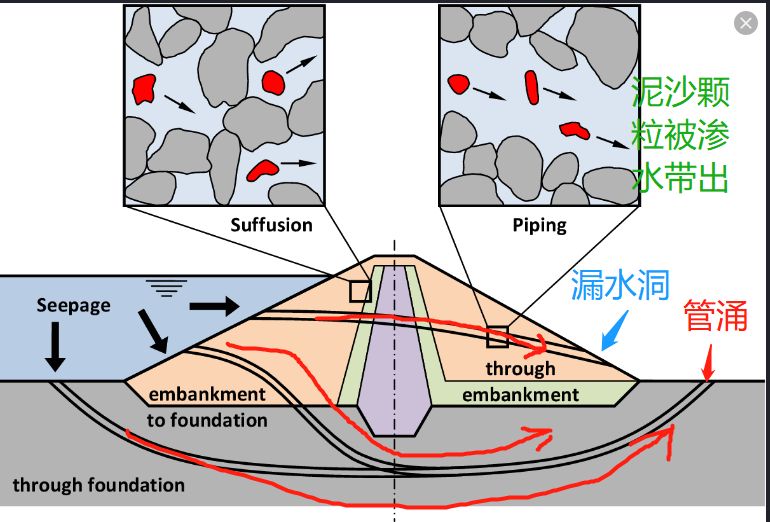 泥沙颗
粒被渗
水带出
Suffusion
Piping
漏水洞
管涌
Seepage
through
embankment
embankment
to foundation
through foundation